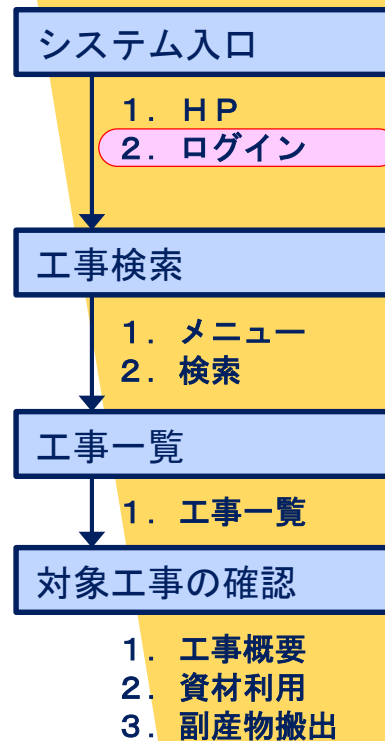 システム入口
１．ＨＰ
２．ログイン
工事検索
１．メニュー
２．検索
工事一覧
１．工事一覧
対象工事の確認
１．工事概要
２．資材利用
３．副産物搬出